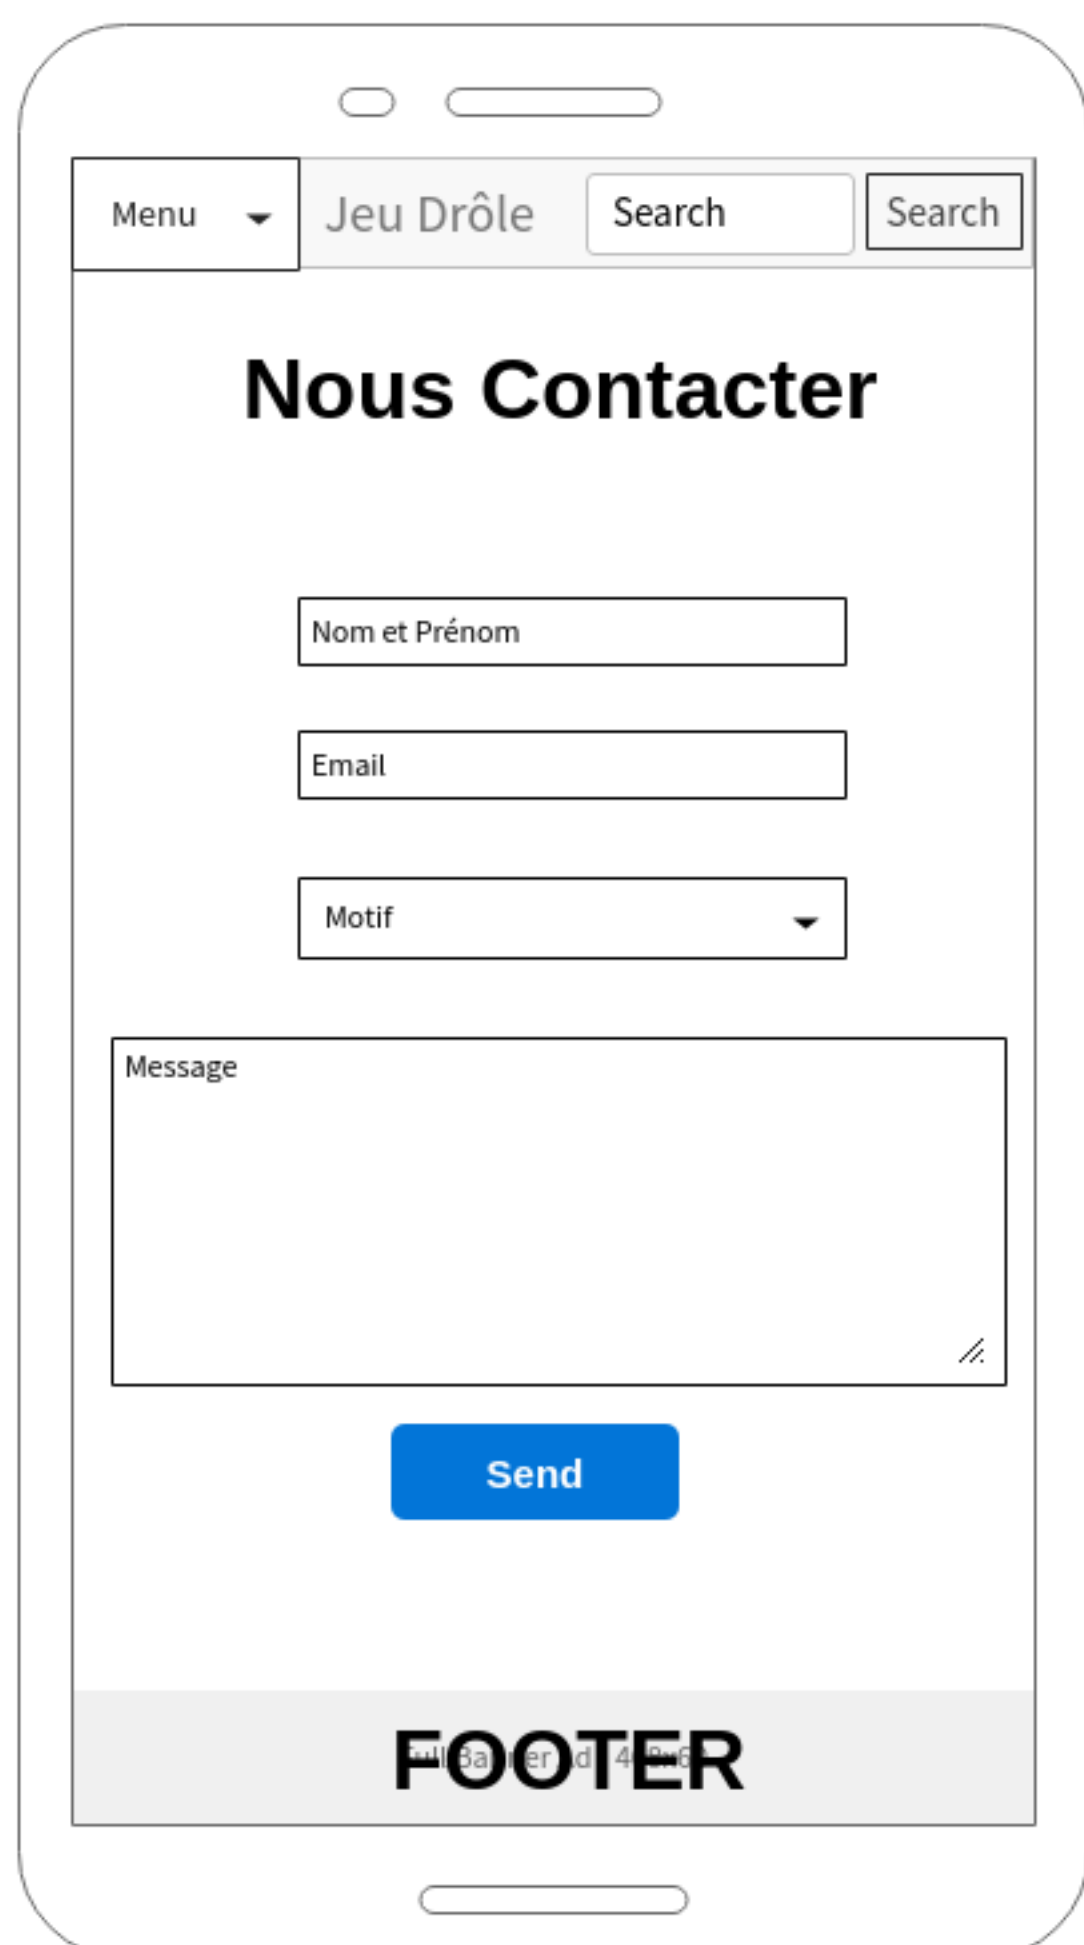 Menu Jeu Drôle Search Search
Nous Contacter
Nom et Prénom
Email
Motif
Message
Send
FOOTER